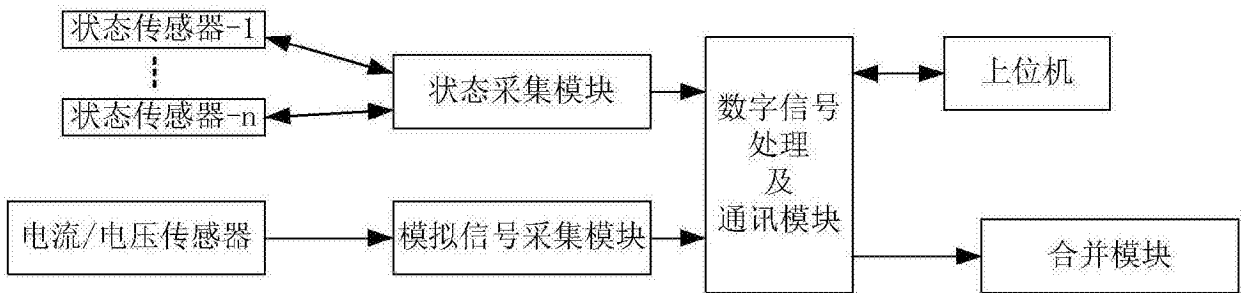 状态传感器-1
状态传感器-n
状态采集模块
电流/电压传感器
模拟信号采集模块
数字信号
处理
及
通讯模块
上位机
合并模块